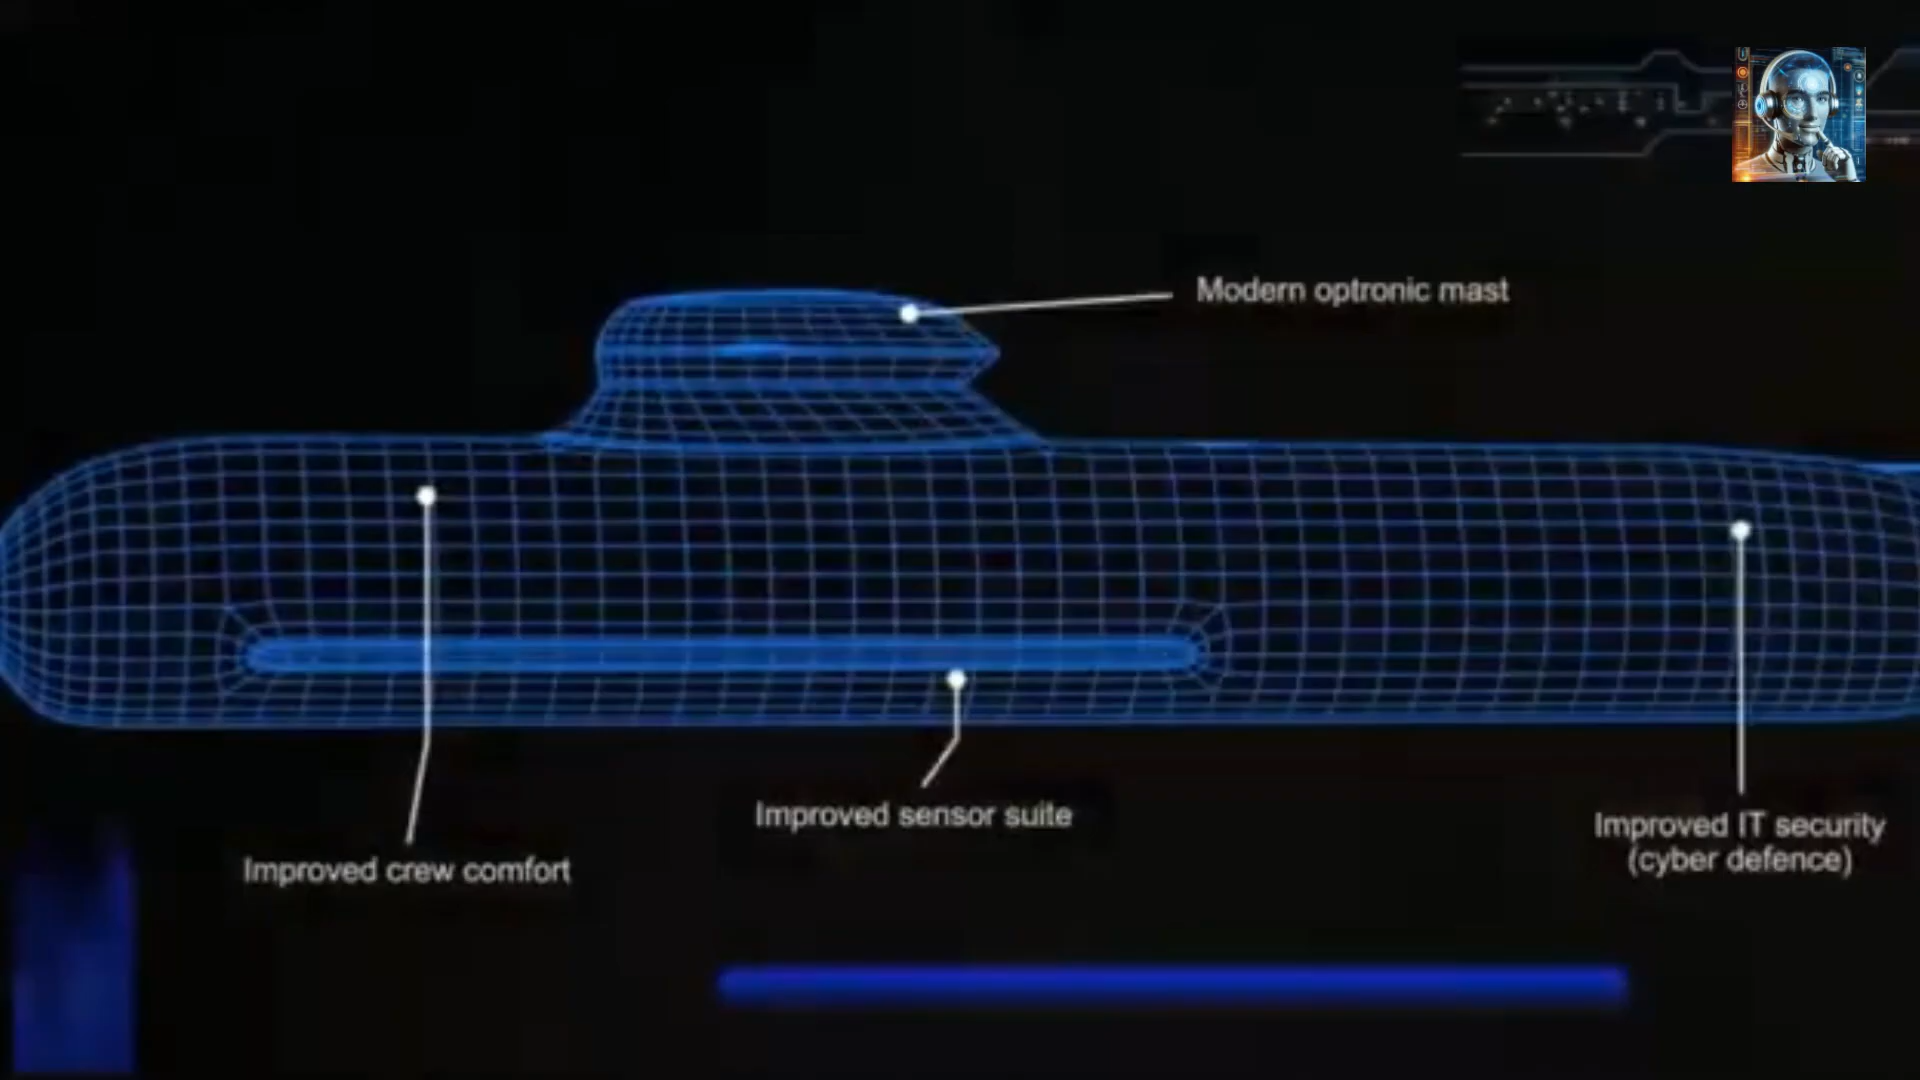 Modern optronic mast
Improved sensor suite
Improved IT security
(cyber defence)
Improved crew comfort